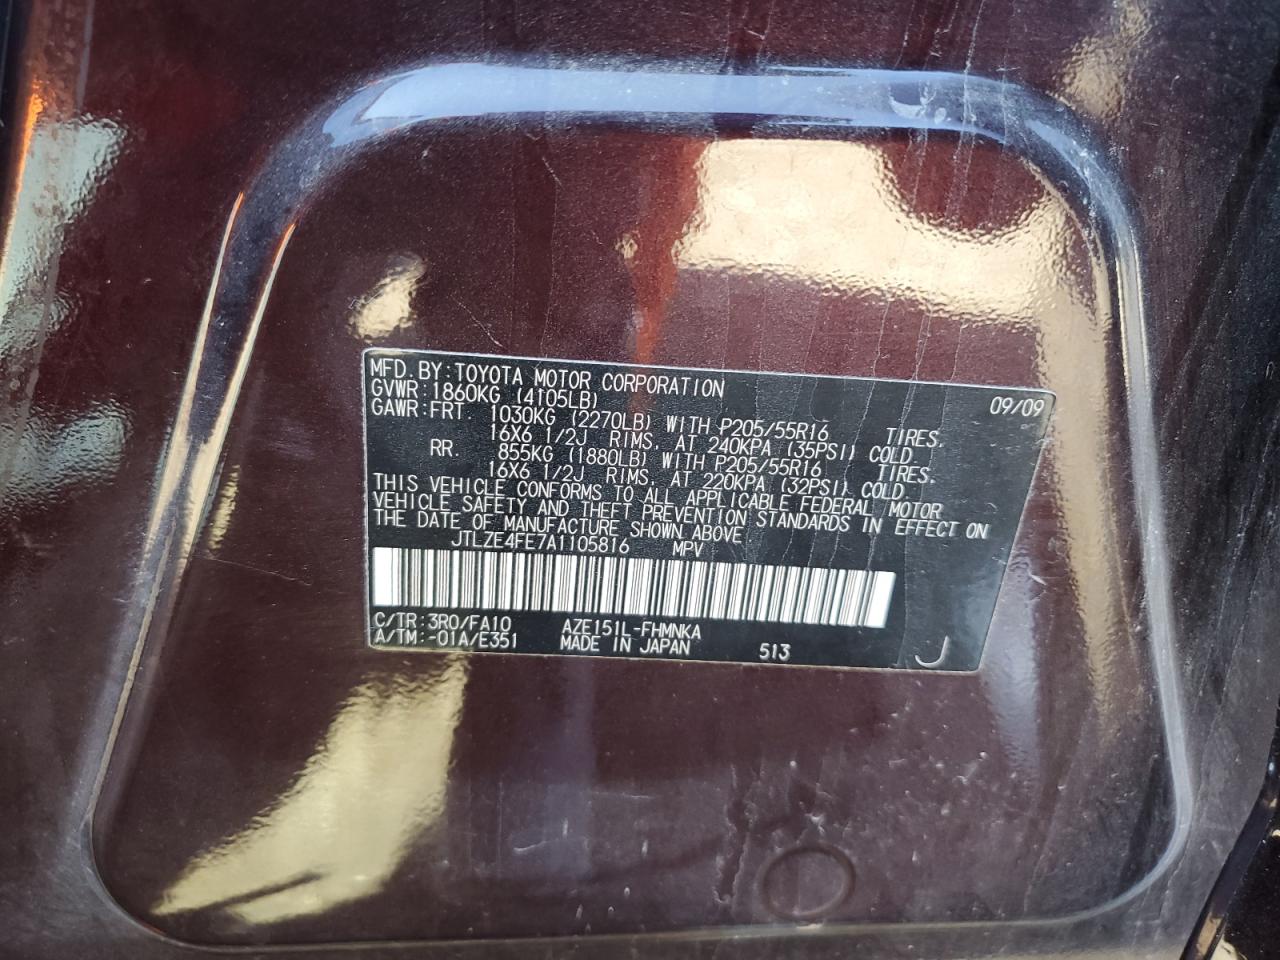 MFD. BY: TOYOTA MOTOR CORPORATION 09/09
GVWR: 1860KG (4105LB)
GAWR: FRT. 1030KG (2270LB) WITH P205/55R16 TIRES.
16X6 1/2J RIMS. AT 240KPA (35PSI) COLD.
RR. 855KG (1880LB) WITH P205/55R16 TIRES.
16X6 1/2J RIMS. AT 220KPA (32PSI) COLD.
THIS VEHICLE CONFORMS TO ALL APPLICABLE FEDERAL MOTOR
VEHICLE SAFETY AND THEFT PREVENTION STANDARDS IN EFFECT ON
THE DATE OF MANUFACTURE SHOWN ABOVE
JTLZE4FE7A1105816 MPV
C/TR: 3R0/FA10 AZE151L-FHMNKA
A/TM: -01A/E351 MADE IN JAPAN 513 J